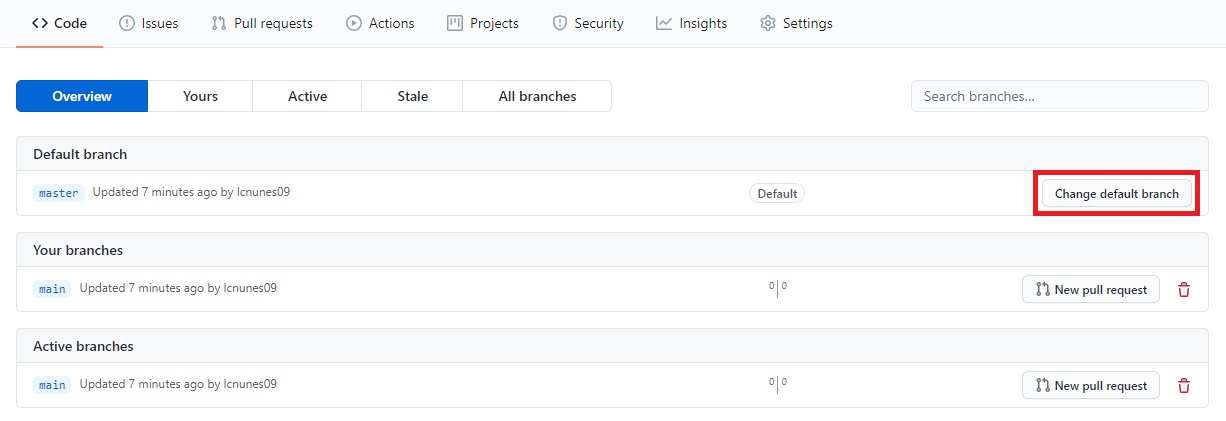 Code Issues Pull requests Actions Projects Security Insights Settings
Overview Yours Active Stale All branches Search branches...
Default branch
master Updated 7 minutes ago by lcnunes09 Default Change default branch
Your branches
main Updated 7 minutes ago by lcnunes09 0 0 New pull request
Active branches
main Updated 7 minutes ago by lcnunes09 0 0 New pull request